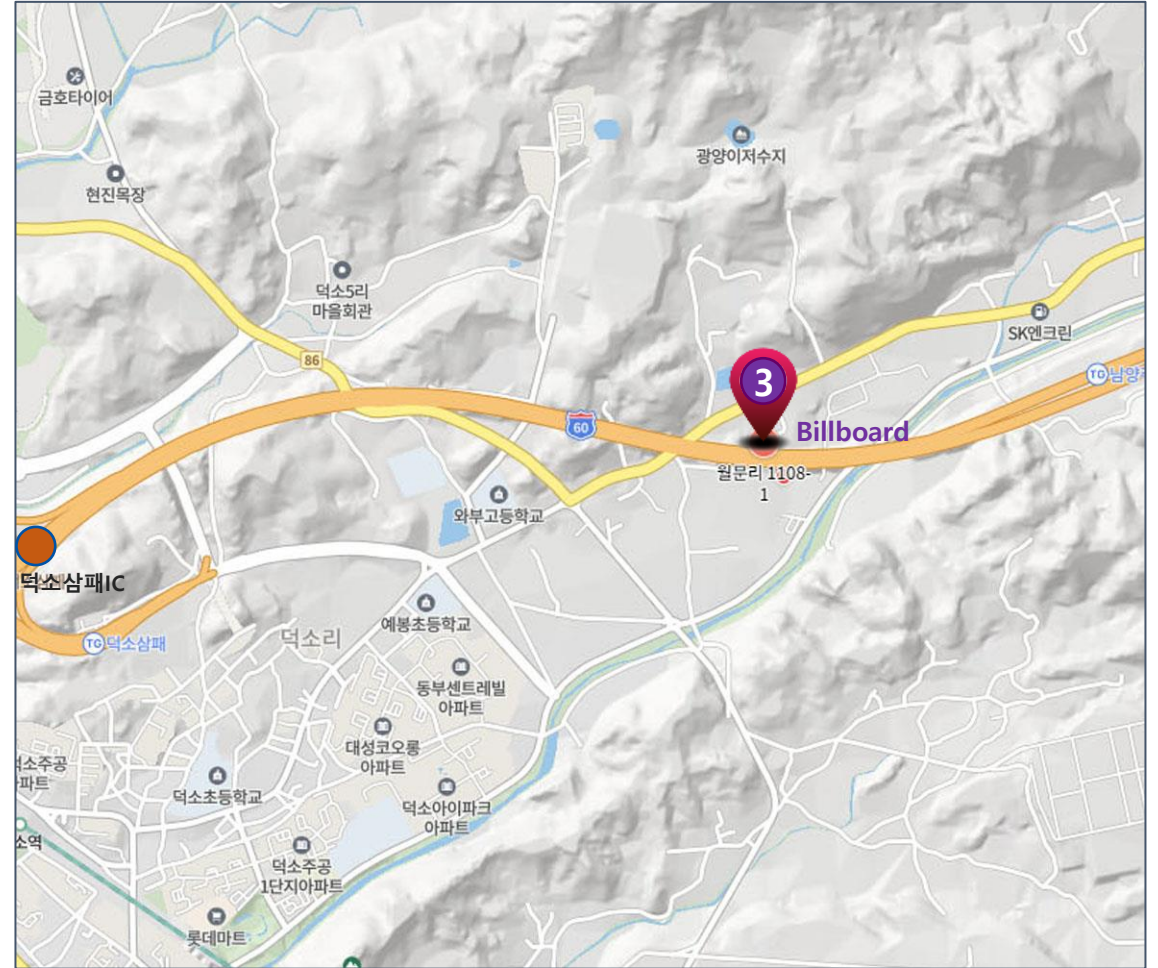 금호타이어
광양이저수지
현진목장
덕소5리
마을회관
SK엔크린
86
3
TG 남양주
60
Billboard
월문리 1108-
1
와부고등학교
덕소삼패IC
예봉초등학교
TG 덕소삼패
덕소리
동부센트레빌
아파트
대성코오롱
아파트
덕소주공
아파트
덕소초등학교
덕소아이파크
아파트
소역
덕소주공
1단지아파트
롯데마트